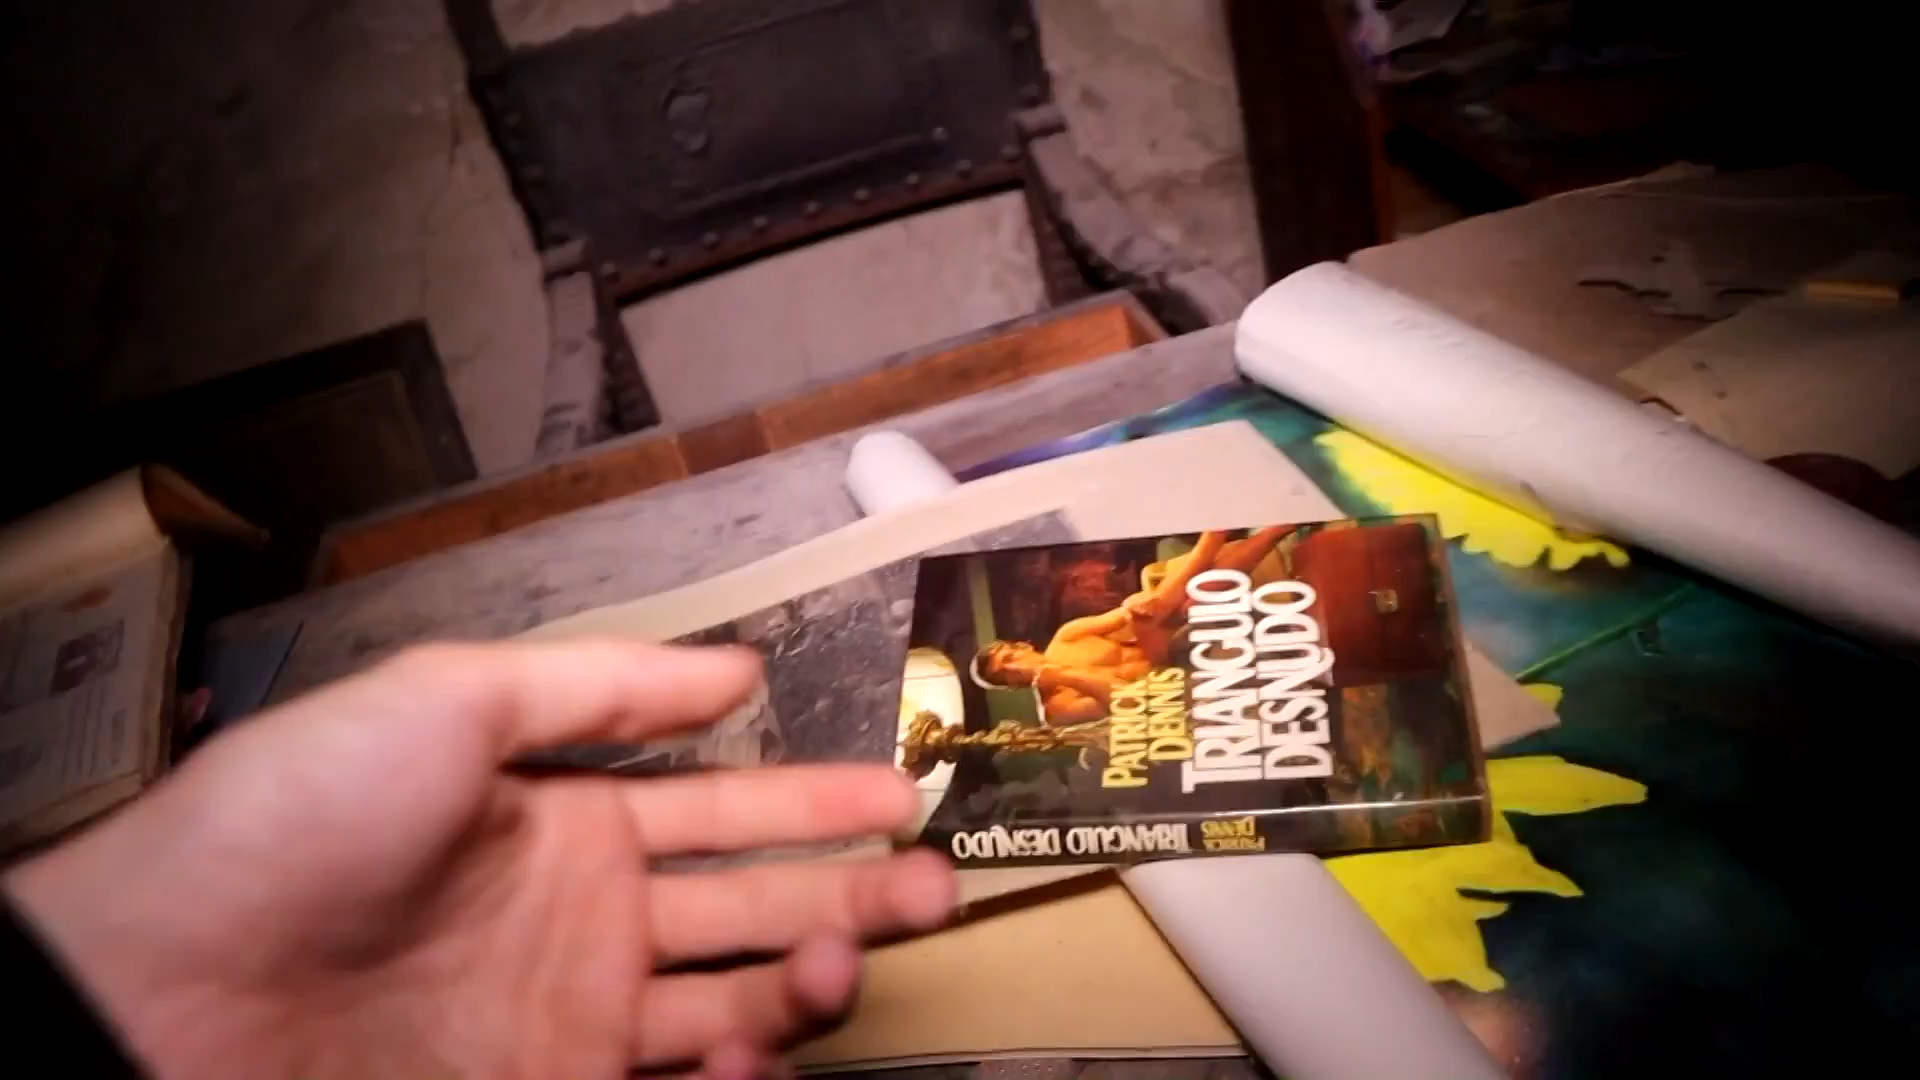 PATRICK
DENNIS
TRIANGULO
DESNUDO
PATRICK
DENNIS
TRIANGULO DESNUDO